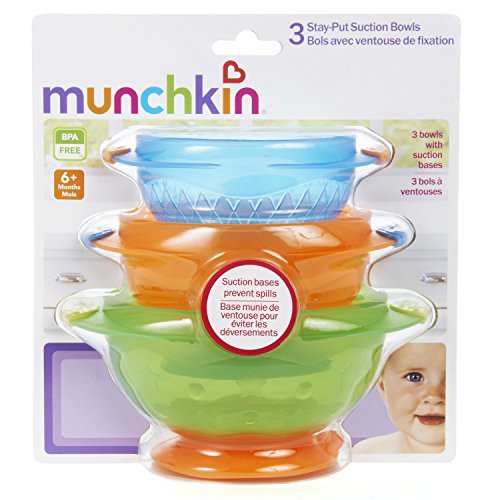 3 Stay-Put Suction Bowls
Bols avec ventouse de fixation
munchkin®
BPA
FREE
6+
Months
Mois
3 bowls
with
suction
bases
3 bols à
ventouses
Suction bases
prevent spills
Base munie de
ventouse pour
éviter les
déversements